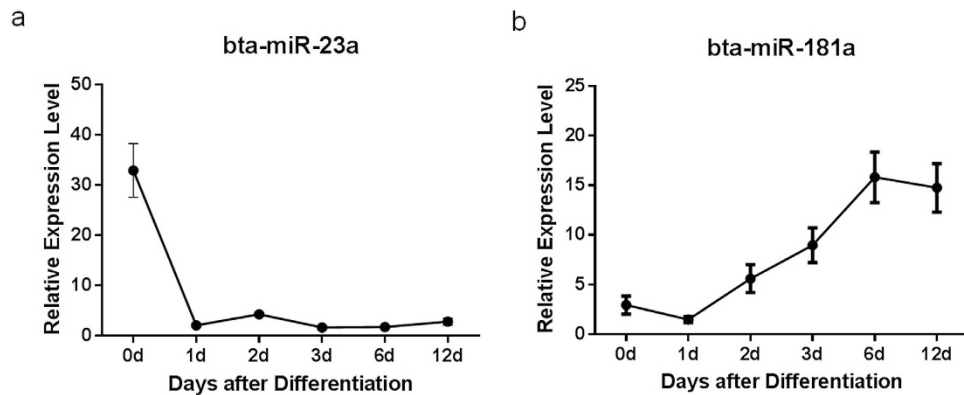 a
bta-miR-23a
Relative Expression Level
50
40
30
20
10
0
0d 1d 2d 3d 6d 12d
Days after Differentiation
b
bta-miR-181a
Relative Expression Level
25
20
15
10
5
0
0d 1d 2d 3d 6d 12d
Days after Differentiation